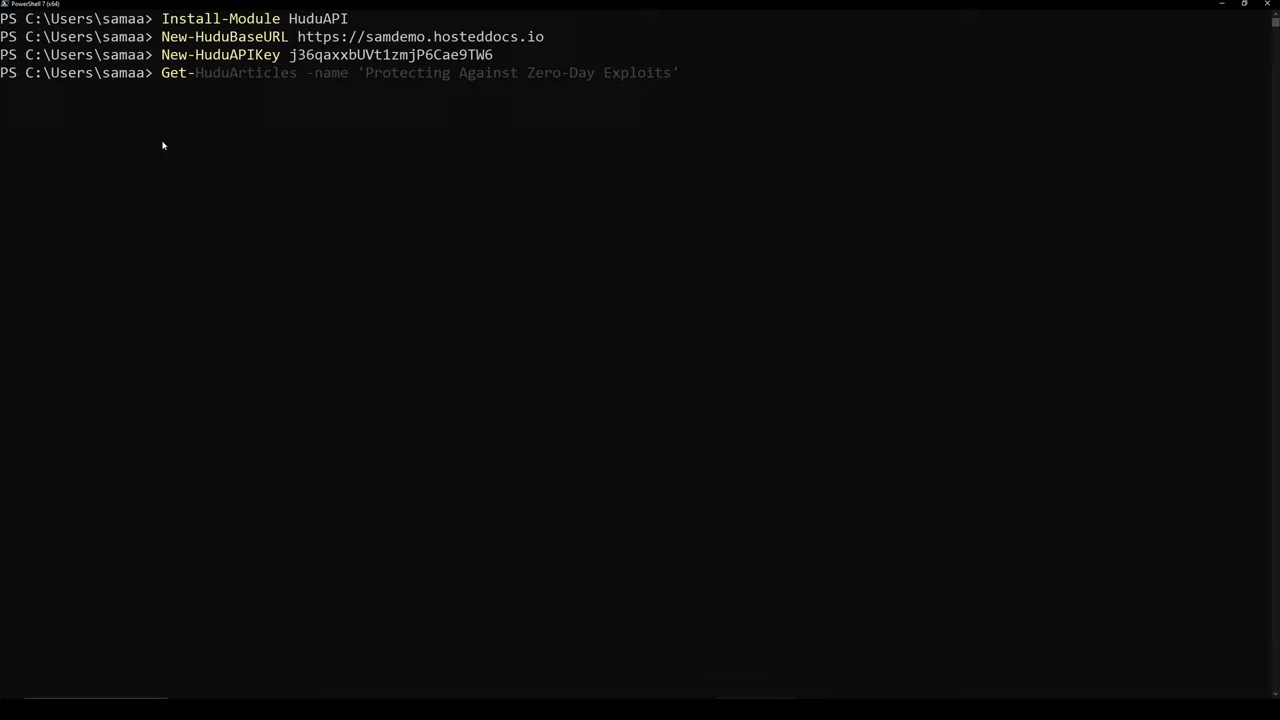 PowerShell 7 (x64)
PS C:\Users\samaa> Install-Module HuduAPI
PS C:\Users\samaa> New-HuduBaseURL https://samdemo.hosteddocs.io
PS C:\Users\samaa> New-HuduAPIKey j36qaxxbUVt1zmjP6Cae9TW6
PS C:\Users\samaa> Get-HuduArticles -name 'Protecting Against Zero-Day Exploits'